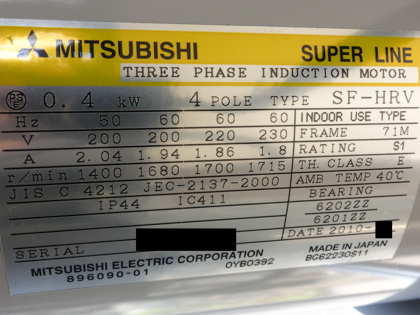 MITSUBISHI SUPER LINE
THREE PHASE INDUCTION MOTOR
0.4 kW 4 POLE TYPE SF-HRV
Hz 50 60 60 60 INDOOR USE TYPE
V 200 200 220 230 FRAME 71M
A 2.04 1.94 1.86 1.8 RATING S1
r/min 1400 1680 1700 1715 TH. CLASS E
JIS C 4212 JEC-2137-2000 AMB TEMP 40℃
IP44 IC411 BEARING
6202ZZ
6201ZZ
SERIAL DATE 2010-
MITSUBISHI ELECTRIC CORPORATION MADE IN JAPAN
896090-01 0YB0392 BG62230S11